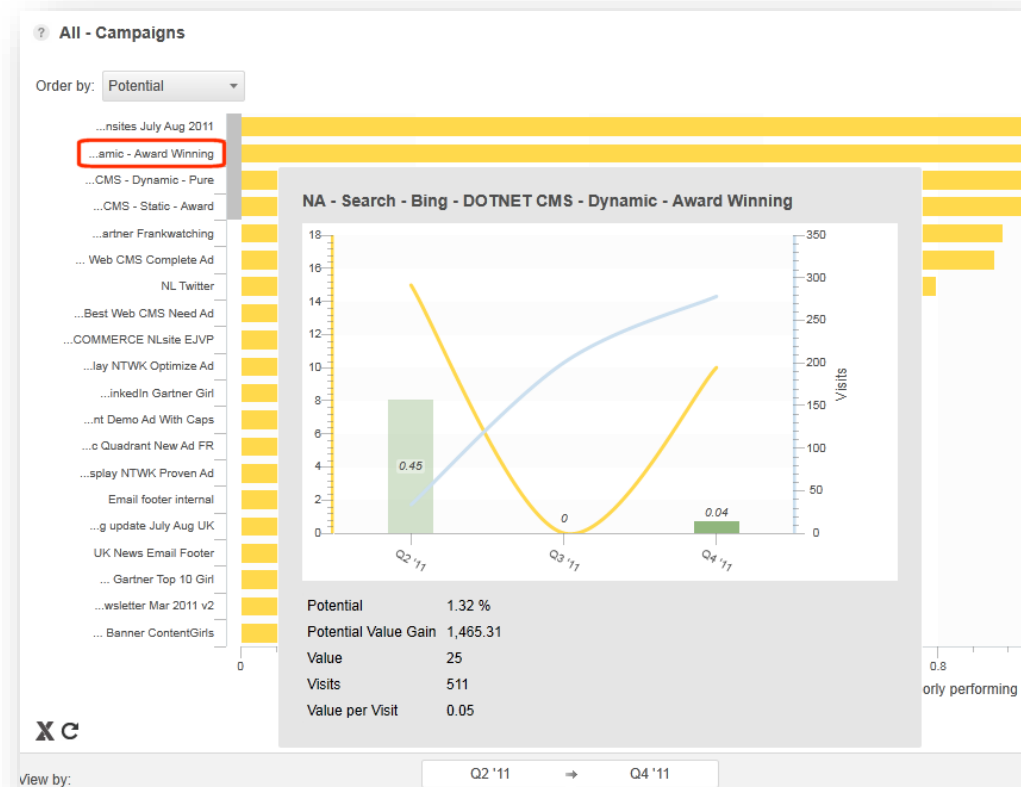 ? All - Campaigns
Order by: Potential
...nsites July Aug 2011
...amic - Award Winning
...CMS - Dynamic - Pure
...CMS - Static - Award
...artner Frankwatching
... Web CMS Complete Ad
NL Twitter
...Best Web CMS Need Ad
...COMMERCE NLsite EJVP
...lay NTWK Optimize Ad
...inkedIn Gartner Girl
...nt Demo Ad With Caps
...c Quadrant New Ad FR
...splay NTWK Proven Ad
Email footer internal
...g update July Aug UK
UK News Email Footer
... Gartner Top 10 Girl
...wsletter Mar 2011 v2
... Banner ContentGirls
0
0.8
orly performing
NA - Search - Bing - DOTNET CMS - Dynamic - Award Winning
18
16
14
12
10
8
6
4
2
0
350
300
250
200
150
100
50
0
Visits
0.45
0
0.04
Q2 '11
Q3 '11
Q4 '11
Potential 1.32 %
Potential Value Gain 1,465.31
Value 25
Visits 511
Value per Visit 0.05
View by:
Q2 '11 ⇒ Q4 '11